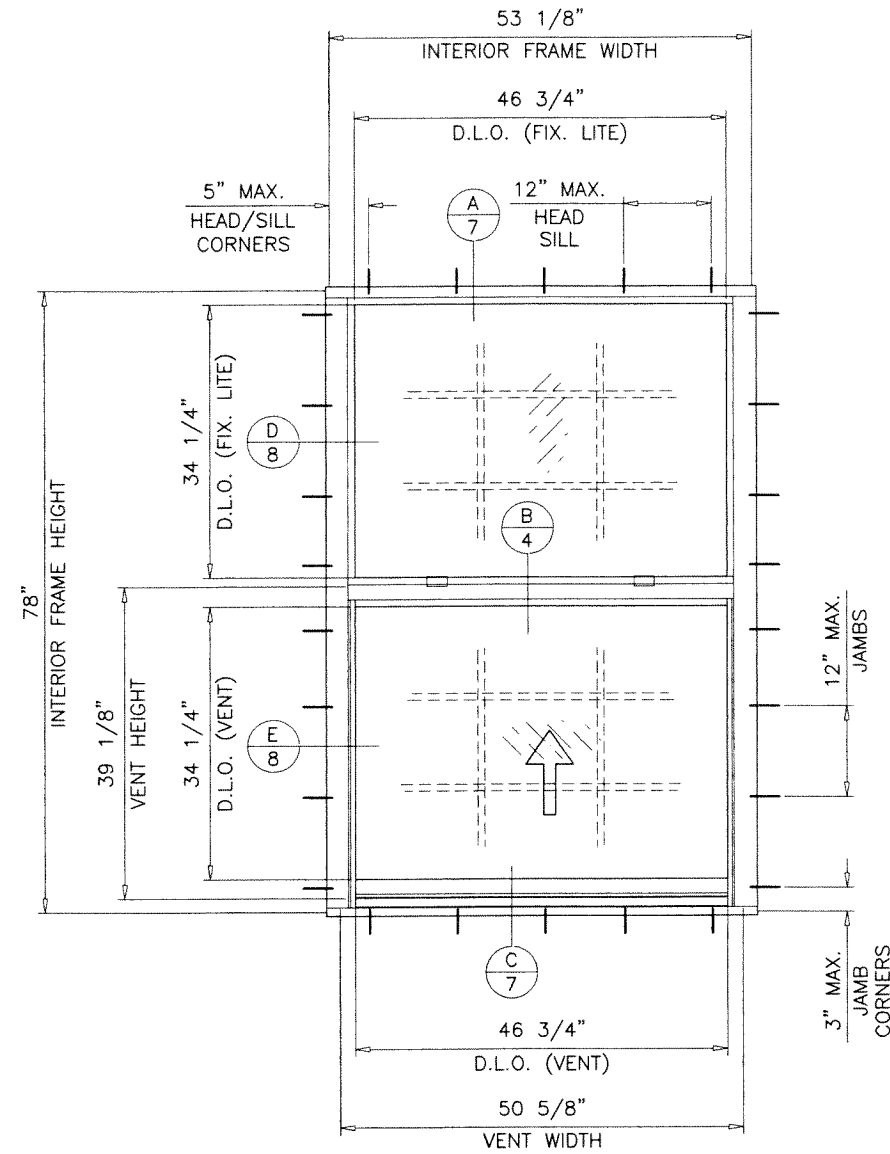 53 1/8"
INTERIOR FRAME WIDTH
46 3/4"
D.L.O. (FIX. LITE)
5" MAX.
HEAD/SILL
CORNERS
A
7
12" MAX.
HEAD
SILL
78"
INTERIOR FRAME HEIGHT
34 1/4"
D.L.O. (FIX. LITE)
D
8
B
4
39 1/8"
VENT HEIGHT
34 1/4"
D.L.O. (VENT)
E
8
12" MAX.
JAMBS
C
7
3" MAX.
JAMB
CORNERS
46 3/4"
D.L.O. (VENT)
50 5/8"
VENT WIDTH